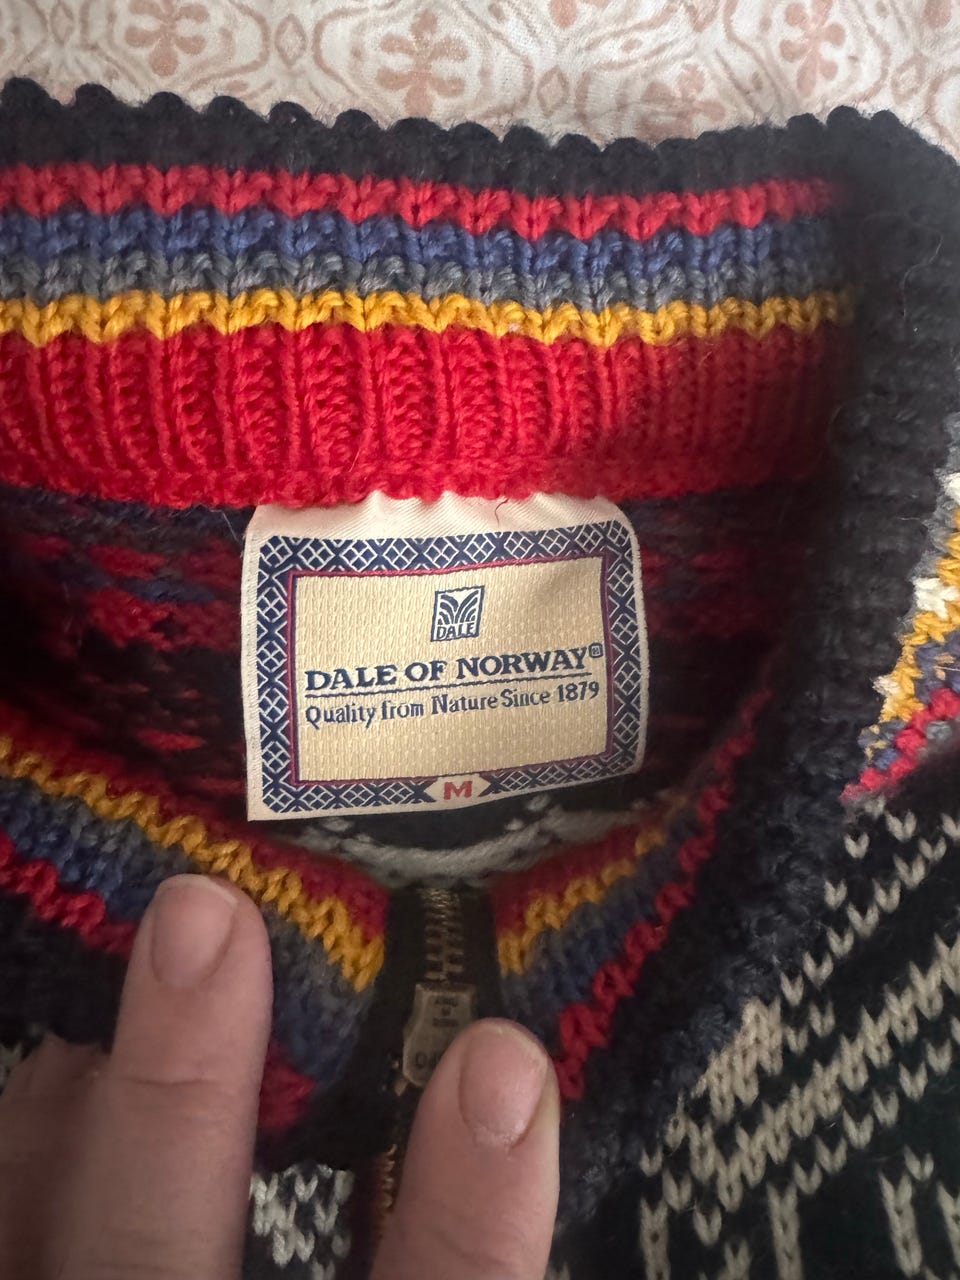 DALE
DALE OF NORWAY®
Quality from Nature Since 1879
M